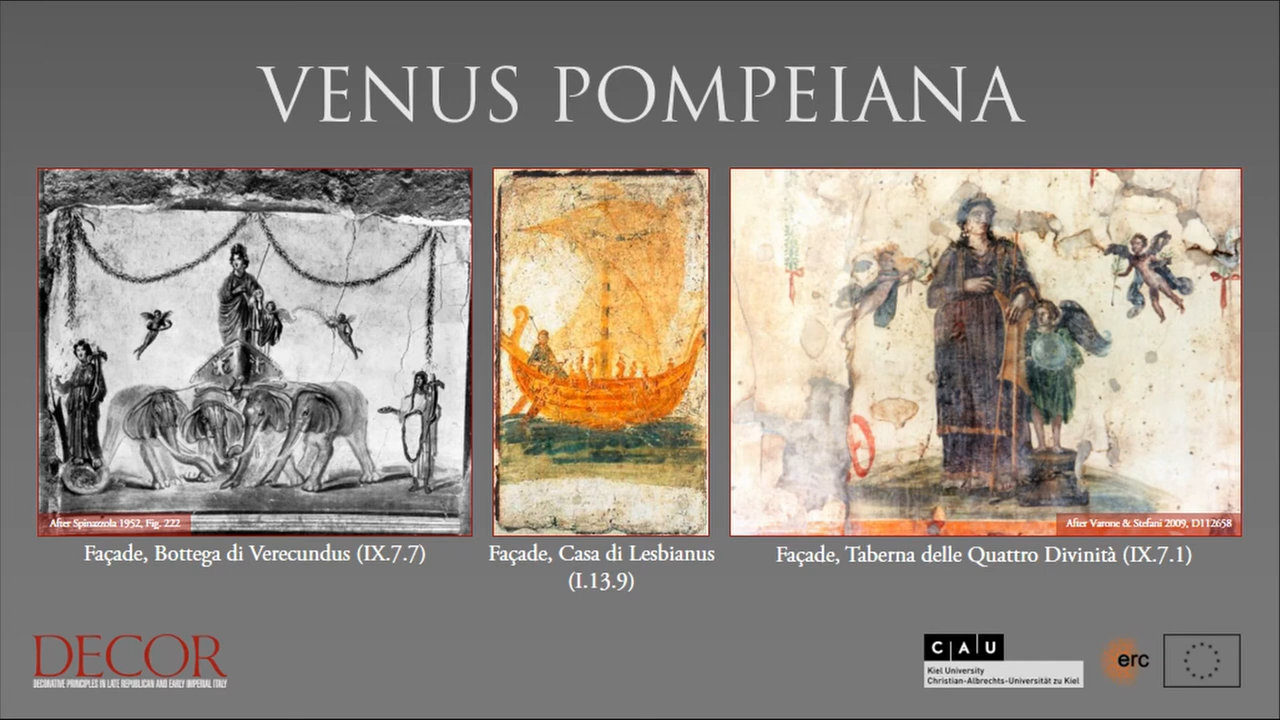 VENUS POMPEIANA
After Spinazzola 1952, Fig. 222
After Varone & Stefani 2009, D112658
Façade, Bottega di Verecundus (IX.7.7)
Façade, Casa di Lesbianus
(I.13.9)
Façade, Taberna delle Quattro Divinità (IX.7.1)
DECOR
DECORATIVE PRINCIPLES IN LATE REPUBLICAN AND EARLY IMPERIAL ITALY
C A U
Kiel University
Christian-Albrechts-Universität zu Kiel
erc